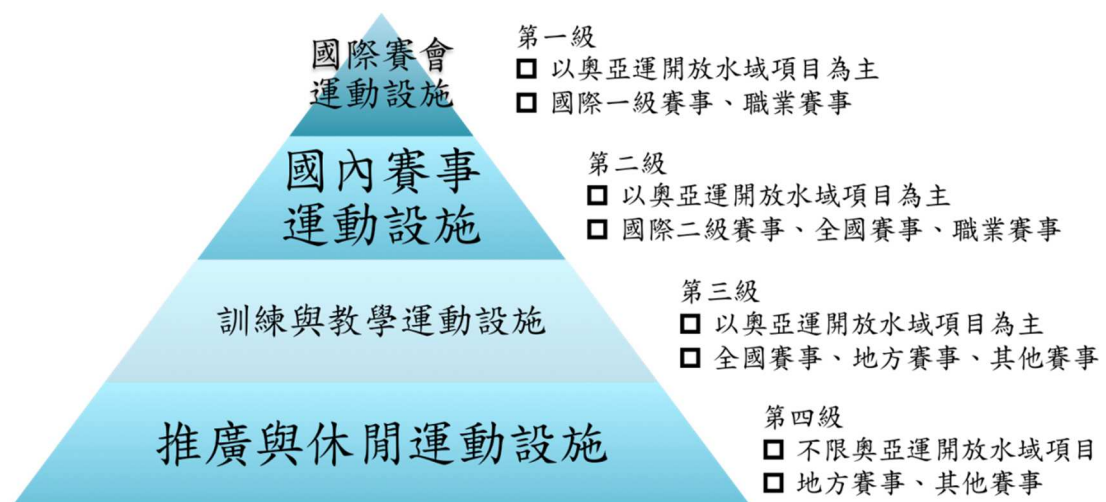 國際賽會
運動設施
第一級
以奧亞運開放水域項目為主
國際一級賽事、職業賽事
國內賽事
運動設施
第二級
以奧亞運開放水域項目為主
國際二級賽事、全國賽事、職業賽事
訓練與教學運動設施
第三級
以奧亞運開放水域項目為主
全國賽事、地方賽事、其他賽事
推廣與休閒運動設施
第四級
不限奧亞運開放水域項目
地方賽事、其他賽事